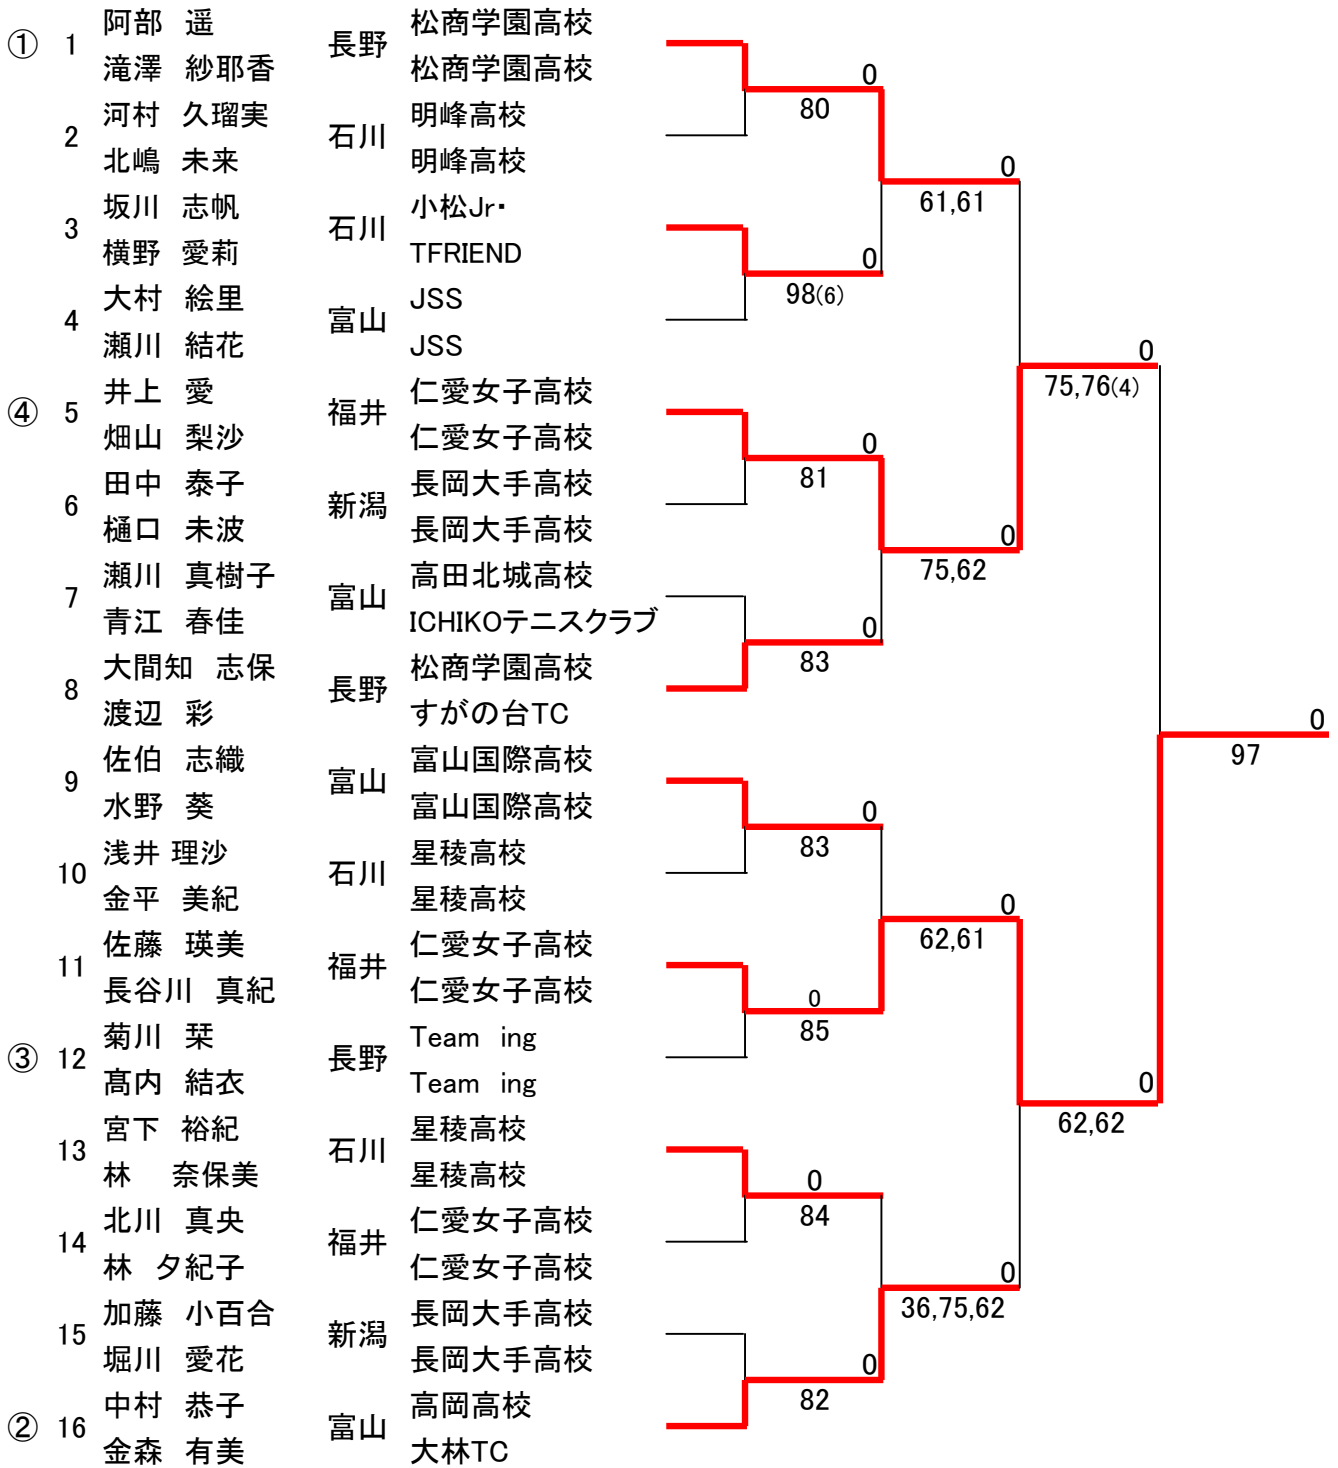 阿部 遥 松商学園高校
① 1 長野
滝澤 紗耶香 松商学園高校
0
80
河村 久瑠実 明峰高校
2 石川
北嶋 未来 明峰高校
0
61,61
坂川 志帆 小松Jr・
3 石川
横野 愛莉 TFRIEND
0
98(6)
大村 絵里 JSS
4 富山
瀬川 結花 JSS
0
75,76(4)
井上 愛 仁愛女子高校
④ 5 福井
畑山 梨沙 仁愛女子高校
0
81
田中 泰子 長岡大手高校
6 新潟
樋口 未波 長岡大手高校
0
75,62
瀬川 真樹子 高田北城高校
7 富山
青江 春佳 ICHIKOテニスクラブ
0
83
大間知 志保 松商学園高校
8 長野
渡辺 彩 すがの台TC
0
97
佐伯 志織 富山国際高校
9 富山
水野 葵 富山国際高校
0
83
浅井 理沙 星稜高校
10 石川
金平 美紀 星稜高校
0
62,61
佐藤 瑛美 仁愛女子高校
11 福井
長谷川 真紀 仁愛女子高校
0
85
菊川 栞 Team ing
③ 12 長野
髙内 結衣 Team ing
0
62,62
宮下 裕紀 星稜高校
13 石川
林 奈保美 星稜高校
0
84
北川 真央 仁愛女子高校
14 福井
林 夕紀子 仁愛女子高校
0
36,75,62
加藤 小百合 長岡大手高校
15 新潟
堀川 愛花 長岡大手高校
0
82
中村 恭子 高岡高校
② 16 富山
金森 有美 大林TC